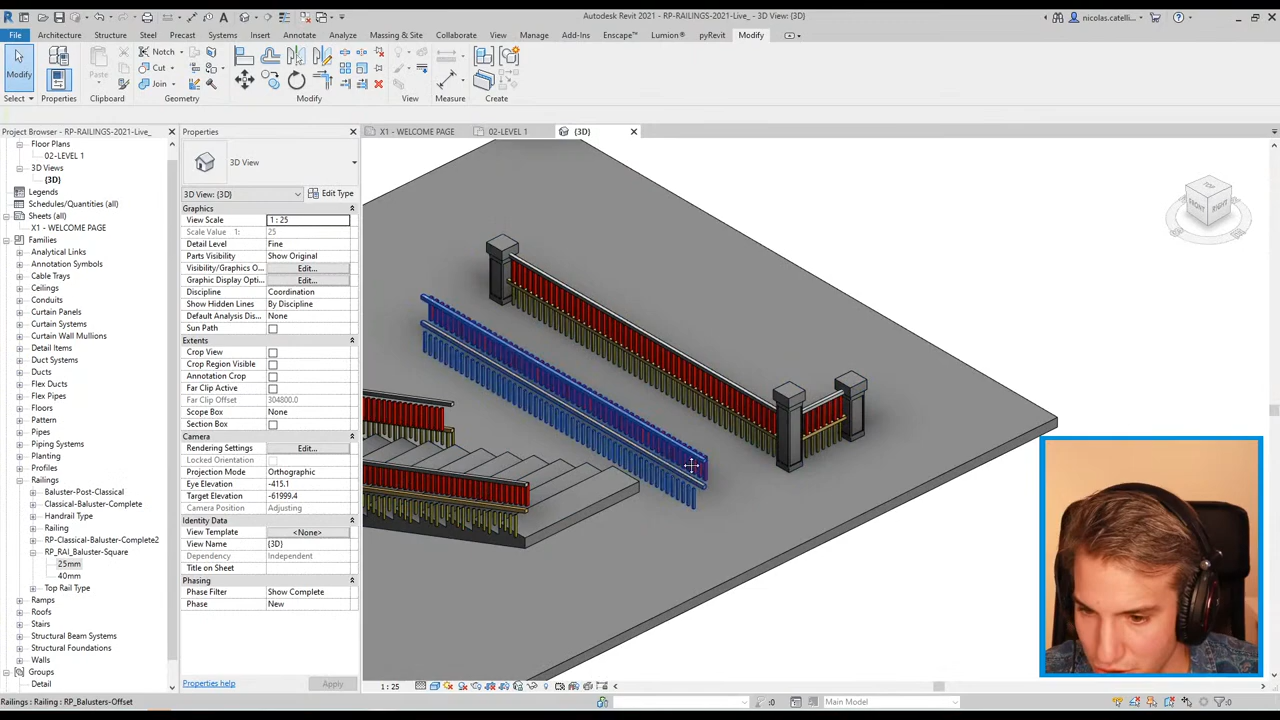 Autodesk Revit 2021 - RP-RAILINGS-2021-Live_ - 3D View: {3D}
nicolas.catelli...
File Architecture Structure Steel Precast Systems Insert Annotate Analyze Massing & Site Collaborate View Manage Add-Ins Enscape™ Lumion® pyRevit Modify
Modify
Properties
Paste
Notch
Cut
Join
Select Properties Clipboard Geometry Modify View Measure Create
Project Browser - RP-RAILINGS-2021-Live_
Floor Plans
02-LEVEL 1
3D Views
{3D}
Legends
Schedules/Quantities (all)
Sheets (all)
X1 - WELCOME PAGE
Families
Analytical Links
Annotation Symbols
Cable Trays
Ceilings
Conduits
Curtain Panels
Curtain Systems
Curtain Wall Mullions
Detail Items
Duct Systems
Ducts
Flex Ducts
Flex Pipes
Floors
Pattern
Pipes
Piping Systems
Planting
Profiles
Railings
Baluster-Post-Classical
Classical-Baluster-Complete
Handrail Type
Railing
RP-Classical-Baluster-Complete2
RP_RAI_Baluster-Square
25mm
40mm
Top Rail Type
Ramps
Roofs
Stairs
Structural Beam Systems
Structural Foundations
Walls
Groups
Detail
Properties
3D View
3D View: {3D} Edit Type
Graphics
View Scale 1 : 25
Scale Value 1: 25
Detail Level Fine
Parts Visibility Show Original
Visibility/Graphics O... Edit...
Graphic Display Opti... Edit...
Discipline Coordination
Show Hidden Lines By Discipline
Default Analysis Dis... None
Sun Path
Extents
Crop View
Crop Region Visible
Annotation Crop
Far Clip Active
Far Clip Offset 304800.0
Scope Box None
Section Box
Camera
Rendering Settings Edit...
Locked Orientation
Projection Mode Orthographic
Eye Elevation -415.1
Target Elevation -61999.4
Camera Position Adjusting
Identity Data
View Template <None>
View Name {3D}
Dependency Independent
Title on Sheet
Phasing
Phase Filter Show Complete
Phase New
Properties help Apply
X1 - WELCOME PAGE 02-LEVEL 1 {3D}
TOP
FRONT RIGHT
1 : 25
Railings : Railing : RP_Balusters-Offset
:0 Main Model :0